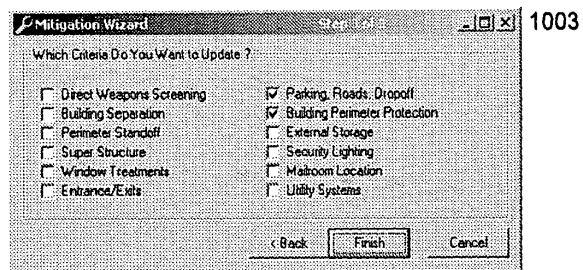 Mitigation Wizard
1003
Which Criteria Do You Want to Update ?
Direct Weapons Screening
Building Separation
Perimeter Standoff
Super Structure
Window Treatments
Entrance/Exits
Parking, Roads, Dropoff
Building Perimeter Protection
External Storage
Security Lighting
Mailroom Location
Utility Systems
< Back
Finish
Cancel